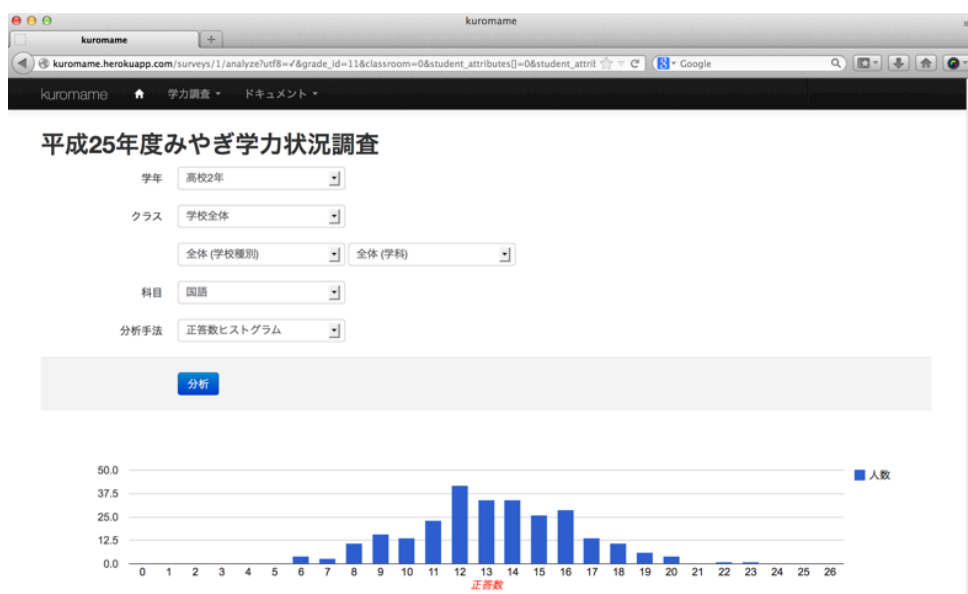 kuromame
kuromame
kuromame.herokuapp.com/surveys/1/analyze?utf8=✓&grade_id=11&classroom=0&student_attributes[]=0&student_attrit
Google
kuromame 学力調査 ドキュメント
平成25年度みやぎ学力状況調査
学年 高校2年
クラス 学校全体
全体 (学校種別) 全体 (学科)
科目 国語
分析手法 正答数ヒストグラム
分析
50.0
人数
37.5
25.0
12.5
0.0
0 1 2 3 4 5 6 7 8 9 10 11 12 13 14 15 16 17 18 19 20 21 22 23 24 25 26
正答数